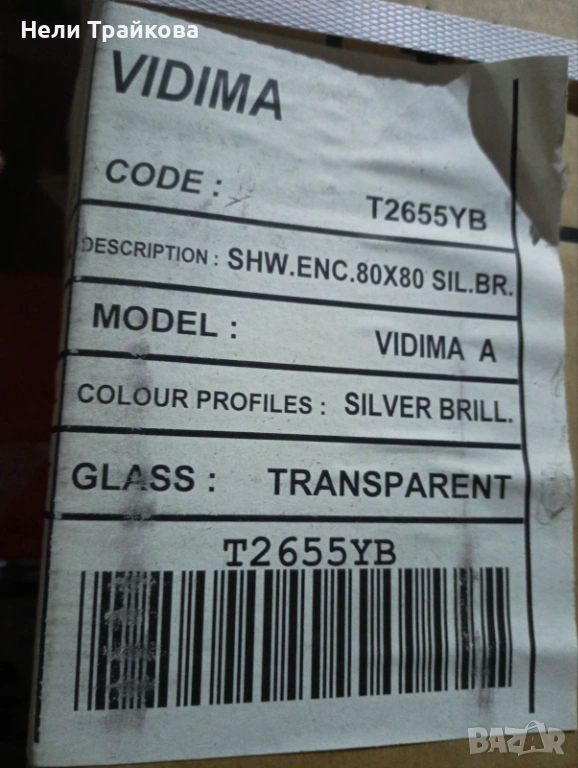 Нели Трайкова
VIDIMA
CODE : T2655YB
DESCRIPTION : SHW.ENC.80X80 SIL.BR.
MODEL : VIDIMA A
COLOUR PROFILES : SILVER BRILL.
GLASS : TRANSPARENT
T2655YB
BAZAR